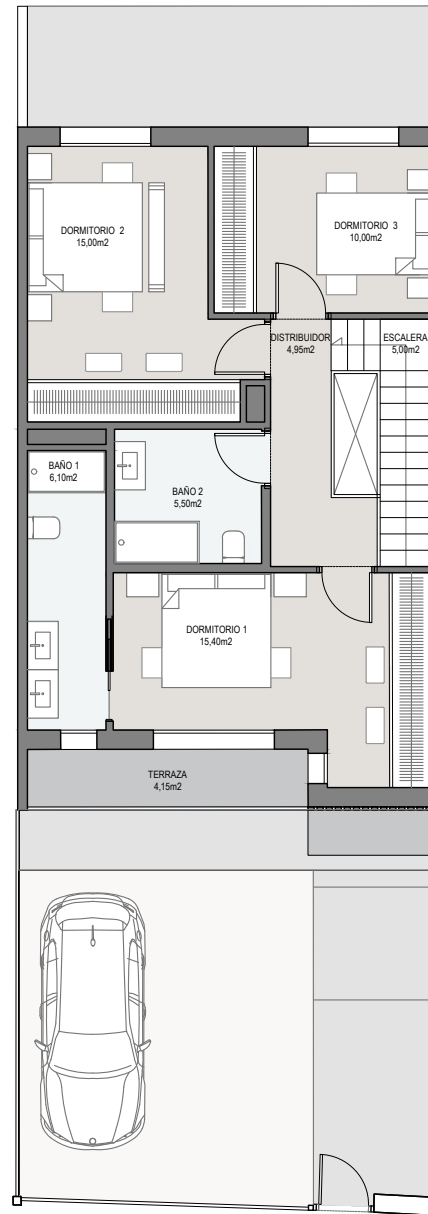 DORMITORIO 2
15,00m2
DORMITORIO 3
10,00m2
DISTRIBUIDOR
4,95m2
ESCALERA
5,00m2
BAÑO 1
6,10m2
BAÑO 2
5,50m2
DORMITORIO 1
15,40m2
TERRAZA
4,15m2